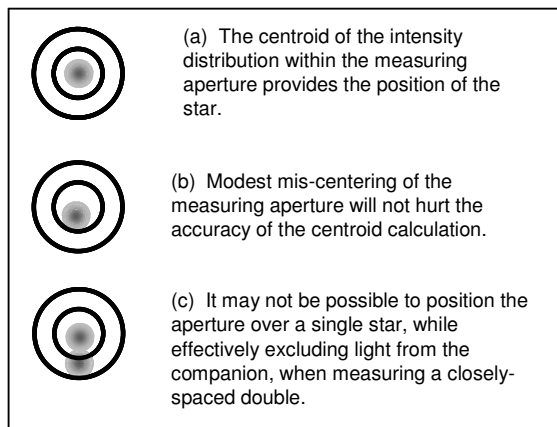 (a) The centroid of the intensity
distribution within the measuring
aperture provides the position of the
star.
(b) Modest mis-centering of the
measuring aperture will not hurt the
accuracy of the centroid calculation.
(c) It may not be possible to position the
aperture over a single star, while
effectively excluding light from the
companion, when measuring a closely-
spaced double.